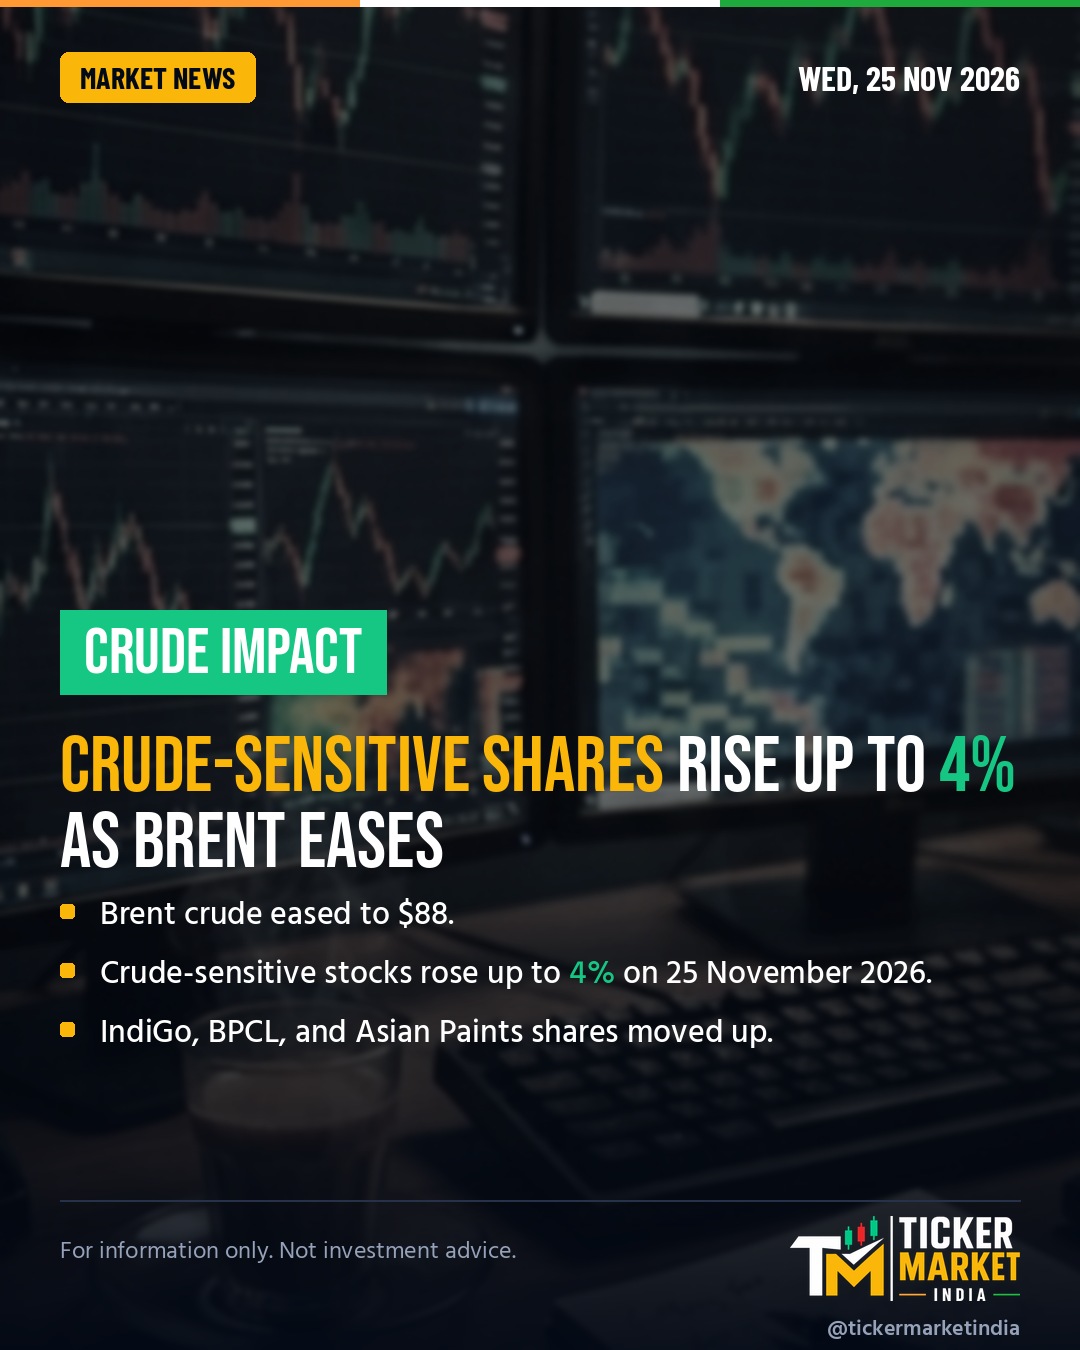 MARKET NEWS
WED, 25 NOV 2026
CRUDE IMPACT
CRUDE-SENSITIVE SHARES RISE UP TO 4%
AS BRENT EASES
Brent crude eased to $88.
Crude-sensitive stocks rose up to 4% on 25 November 2026.
IndiGo, BPCL, and Asian Paints shares moved up.
For information only. Not investment advice.
TM
TICKER
MARKET
INDIA
@tickermarketindia